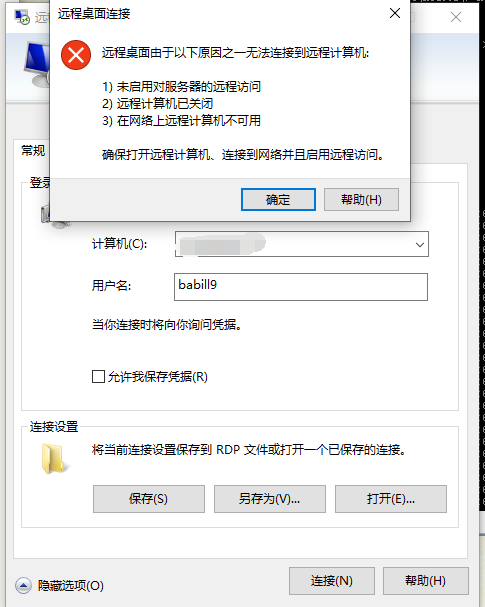 远程桌面连接
远程桌面由于以下原因之一无法连接到远程计算机:
1) 未启用对服务器的远程访问
2) 远程计算机已关闭
3) 在网络上远程计算机不可用
确保打开远程计算机、连接到网络并且启用远程访问。
确定
帮助(H)
常规
登录
计算机(C):
用户名:
babill9
当你连接时将向你询问凭据。
允许我保存凭据(R)
连接设置
将当前连接设置保存到 RDP 文件或打开一个已保存的连接。
保存(S)
另存为(V)...
打开(E)...
隐藏选项(O)
连接(N)
帮助(H)